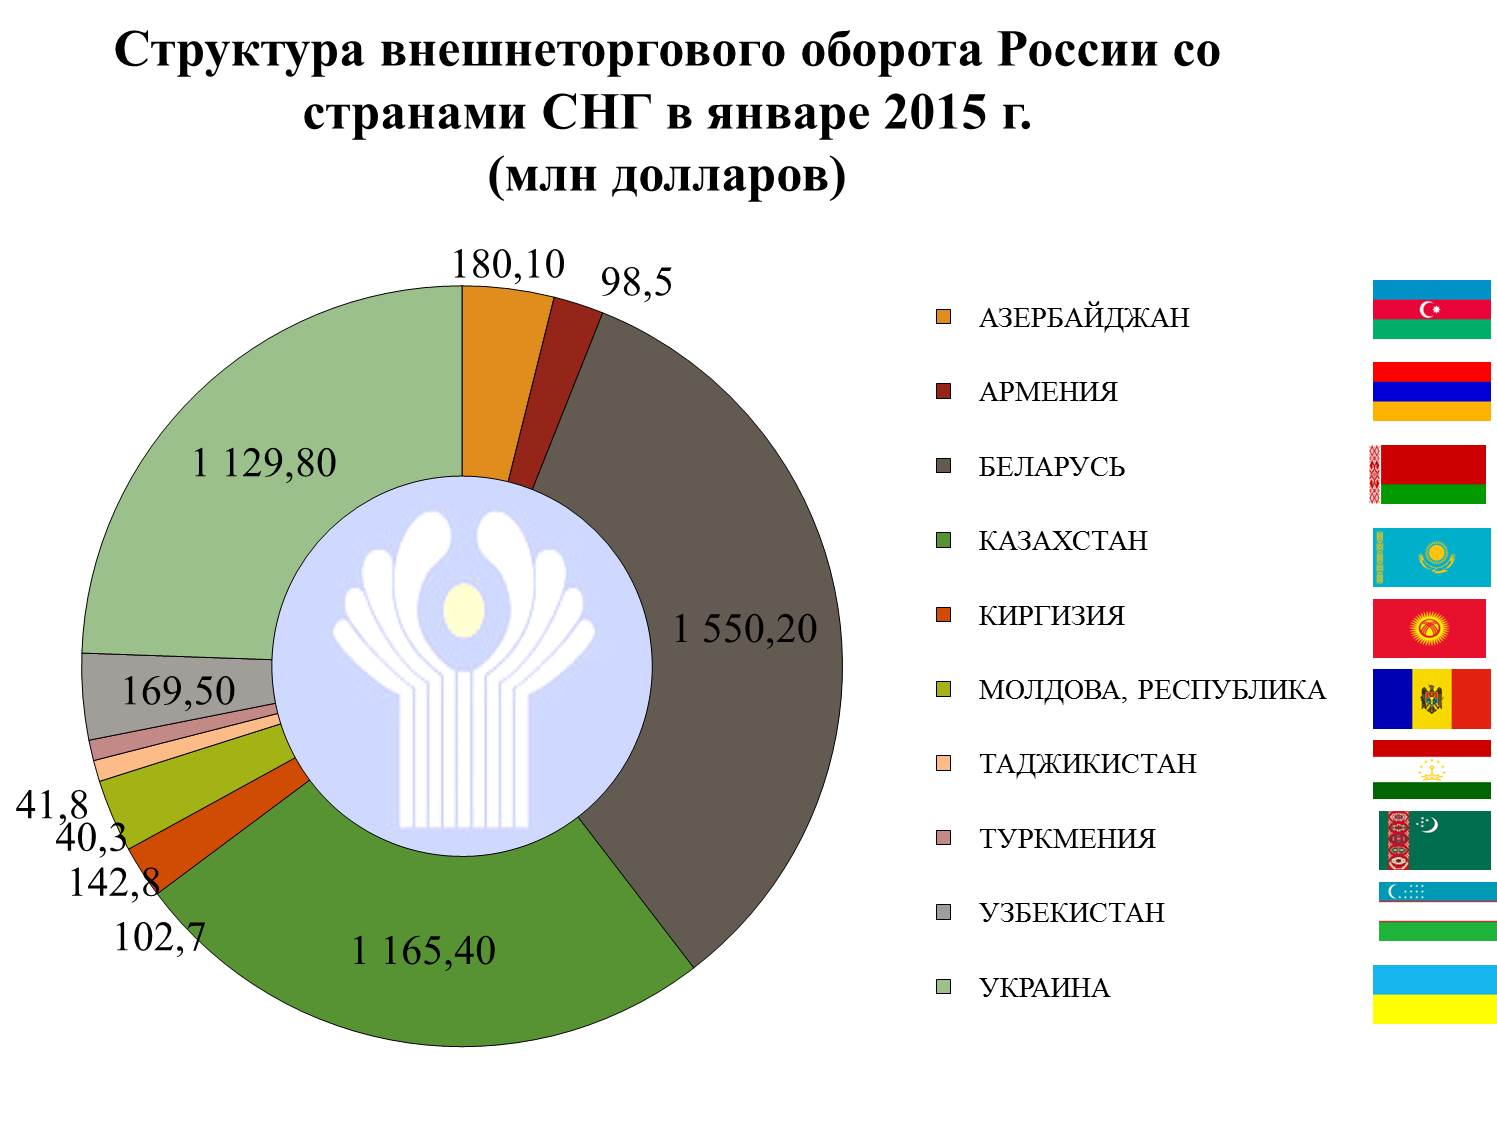 Структура внешнеторгового оборота России со
странами СНГ в январе 2015 г.
(млн долларов)
180,10
98,5
1 550,20
1 165,40
102,7
142,8
40,3
41,8
169,50
1 129,80
АЗЕРБАЙДЖАН
АРМЕНИЯ
БЕЛАРУСЬ
КАЗАХСТАН
КИРГИЗИЯ
МОЛДОВА, РЕСПУБЛИКА
ТАДЖИКИСТАН
ТУРКМЕНИЯ
УЗБЕКИСТАН
УКРАИНА